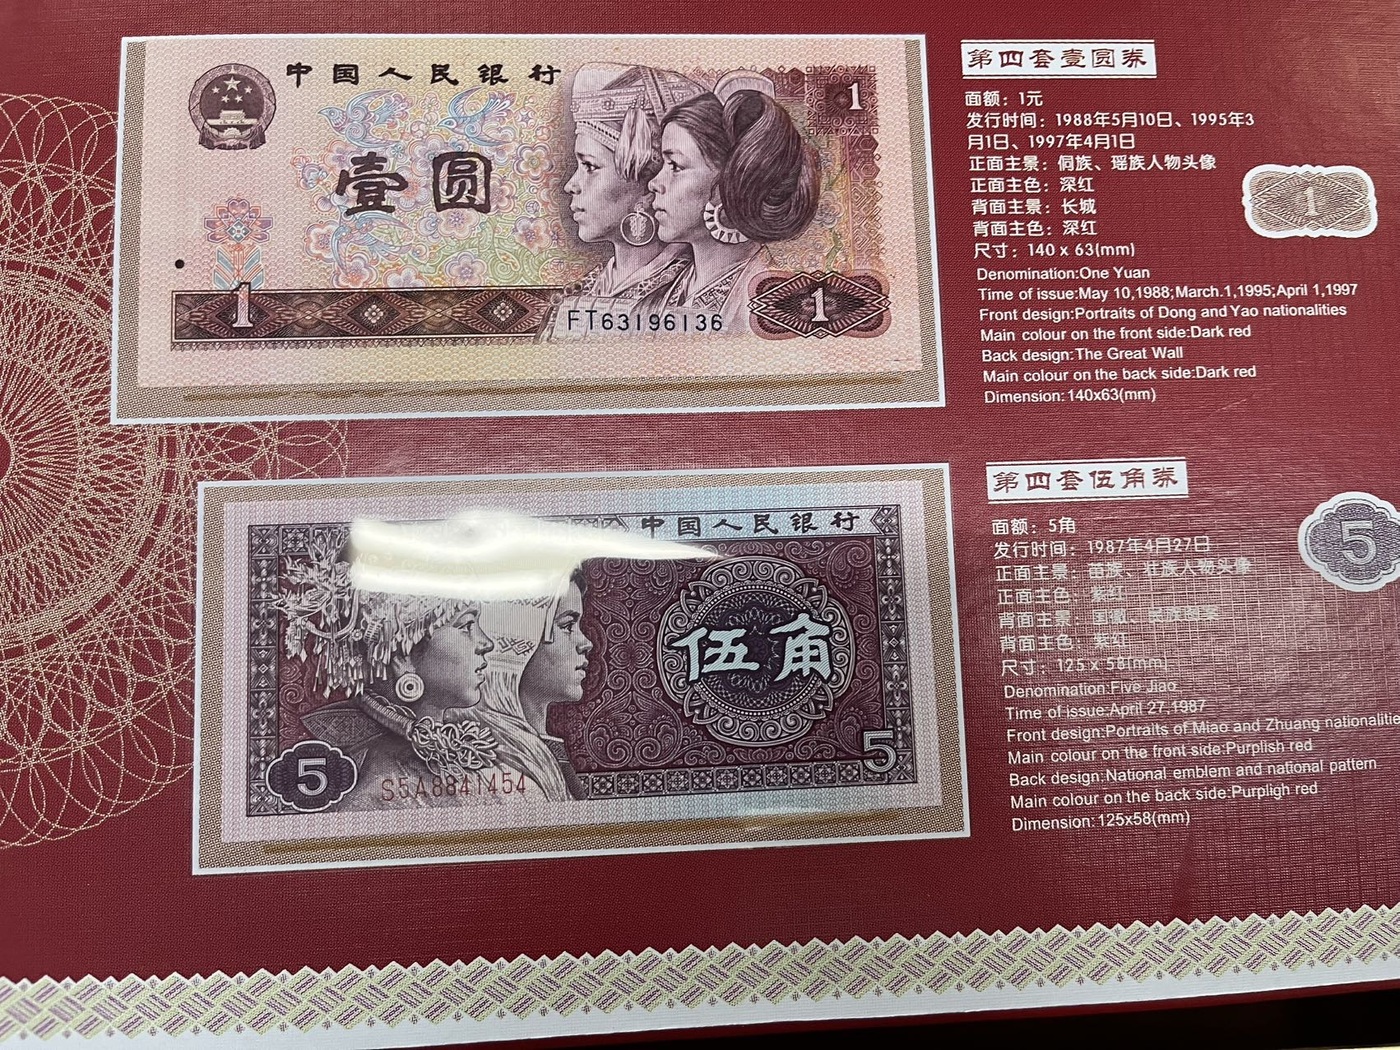 中国人民银行
1
壹圆
1
FT63196136
1
第四套壹圆券
面额：1元
发行时间：1988年5月10日、1995年3
月1日、1997年4月1日
正面主景：侗族、瑶族人物头像
正面主色：深红
背面主景：长城
背面主色：深红
尺寸：140 x 63(mm)
Denomination:One Yuan
Time of issue:May 10,1988;March.1,1995;April 1,1997
Front design:Portraits of Dong and Yao nationalities
Main colour on the front side:Dark red
Back design:The Great Wall
Main colour on the back side:Dark red
Dimension:140x63(mm)
1
中国人民银行
伍角
5
5
S5A8841454
第四套伍角券
面额：5角
发行时间：1987年4月27日
正面主景：苗族、壮族人物头像
正面主色：紫红
背面主景：国徽、民族图案
背面主色：紫红
尺寸：125 x 58(mm)
Denomination:Five Jiao
Time of issue:April 27,1987
Front design:Portraits of Miao and Zhuang nationalitie
Main colour on the front side:Purplish red
Back design:National emblem and national pattern
Main colour on the back side:Purpligh red
Dimension:125x58(mm)
5